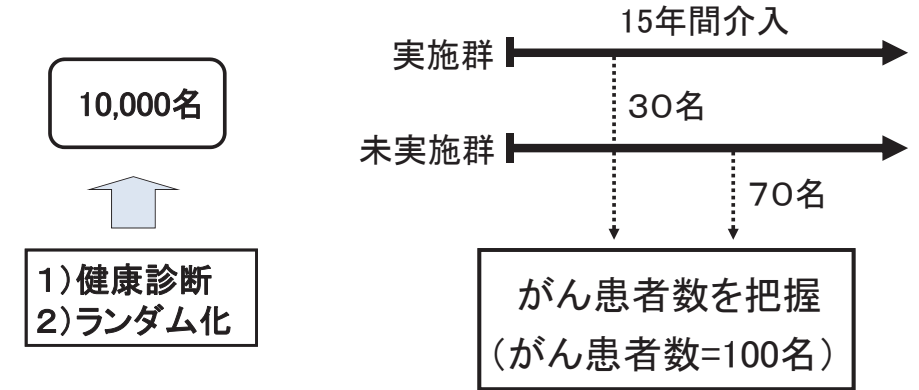 10,000名
1)健康診断
2)ランダム化
15年間介入
実施群
30名
未実施群
70名
がん患者数を把握
(がん患者数=100名)